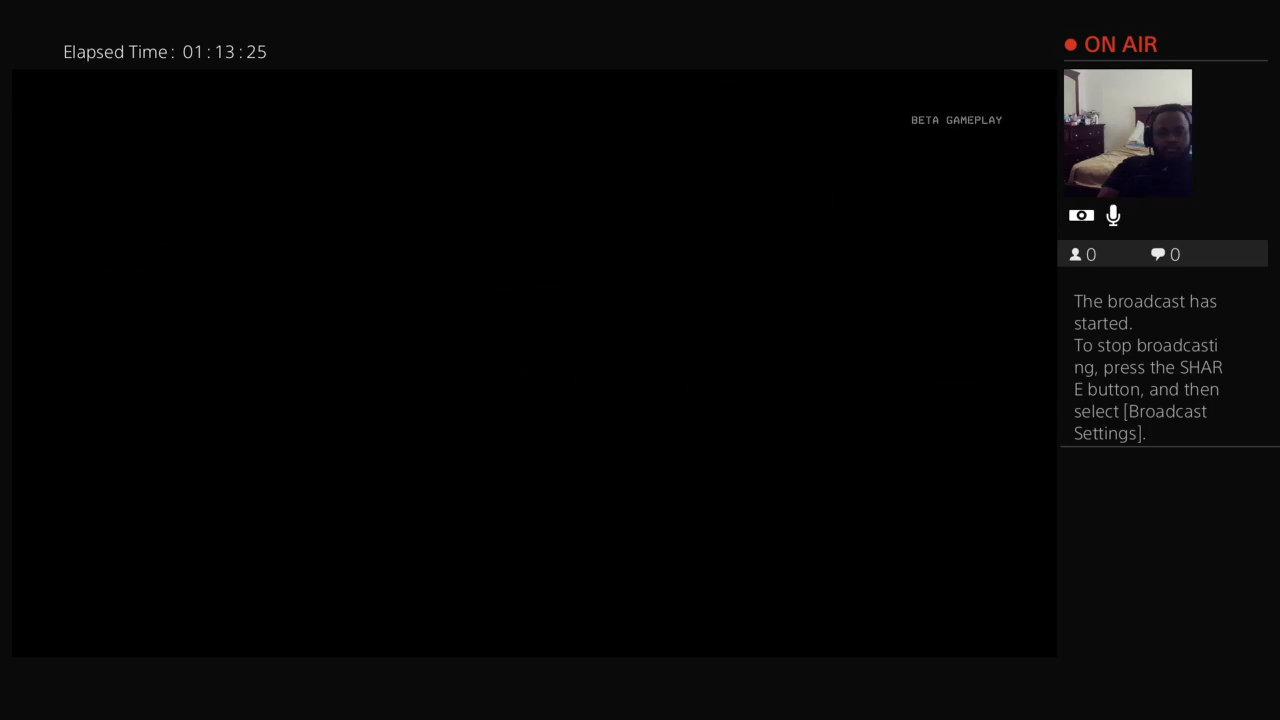 Elapsed Time: 01:13:25
ON AIR
BETA GAMEPLAY
0 0
The broadcast has
started.
To stop broadcasti
ng, press the SHAR
E button, and then
select [Broadcast
Settings].